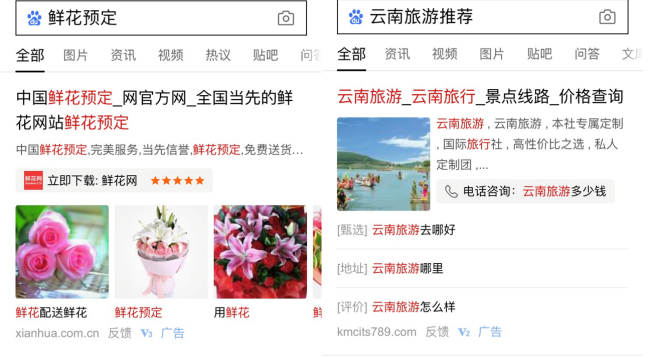 鲜花预定
全部 图片 资讯 视频 热议 贴吧 问答
中国鲜花预定_网官方网_全国当先的鲜
花网站鲜花预定
中国鲜花预定,完美服务,当先信誉,鲜花预定,免费送货...
鲜花网 立即下载: 鲜花网
鲜花配送鲜花 鲜花预定 用鲜花
xianhua.com.cn 反馈 V3 广告
云南旅游推荐
全部 资讯 视频 图片 贴吧 问答 文
云南旅游_云南旅行_景点线路_价格查询
云南旅游 , 云南旅游 , 本社专属定制
, 国际旅行社 , 高性价比之选 , 私人
定制团 ,...
电话咨询: 云南旅游多少钱
[甄选] 云南旅游去哪好
[地址] 云南旅游哪里
[评价] 云南旅游怎么样
kmcits789.com 反馈 V2 广告